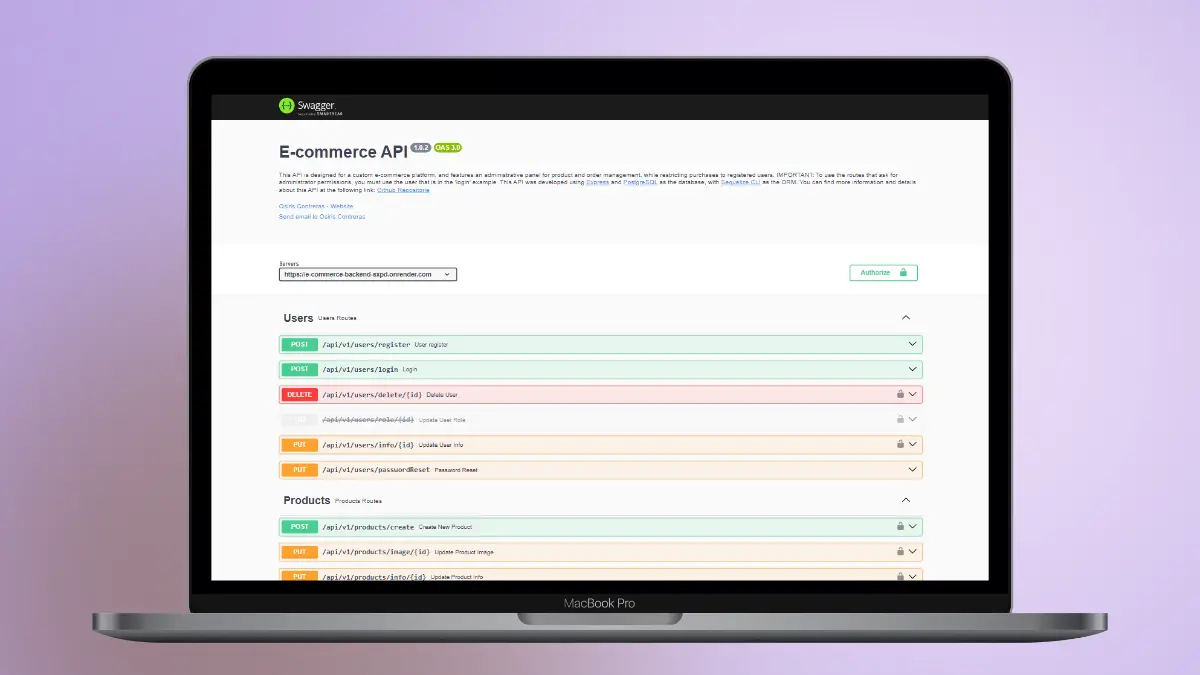 Swagger.
Supported by SMARTBEAR
E-commerce API 1.0.2 OAS 3.0
This API is designed for a custom e-commerce platform, and features an administrative panel for product and order management, while restricting purchases to registered users. IMPORTANT: To use the routes that ask for
administrator permissions, you must use the user that is in the 'login' example. This API was developed using Express and PostgreSQL as the database, with Sequelize CLI as the ORM. You can find more information and details
about this API at the following link: Github Repositorie
Osiris Contreras - Website
Send email to Osiris Contreras
Servers
https://e-commerce-backend-sxpd.onrender.com
Authorize
Users Users Routes
POST /api/v1/users/register User register
POST /api/v1/users/login Login
DELETE /api/v1/users/delete/{id} Delete User
/api/v1/users/role/{id} Update User Role
PUT /api/v1/users/info/{id} Update User Info
PUT /api/v1/users/passwordReset Password Reset
Products Products Routes
POST /api/v1/products/create Create New Product
PUT /api/v1/products/image/{id} Update Product Image
PUT /api/v1/products/info/{id} Update Product Info
MacBook Pro